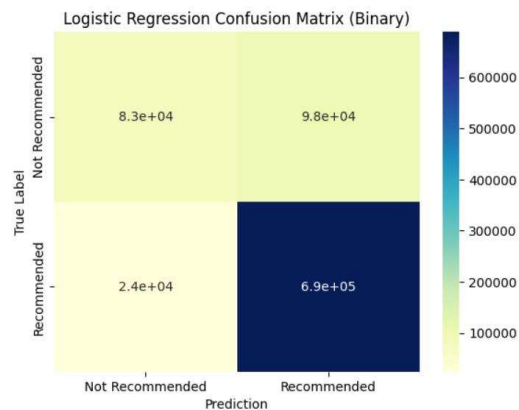 Logistic Regression Confusion Matrix (Binary)
True Label
Not Recommended
8.3e+04
9.8e+04
Recommended
2.4e+04
6.9e+05
Not Recommended
Recommended
Prediction
600000
500000
400000
300000
200000
100000